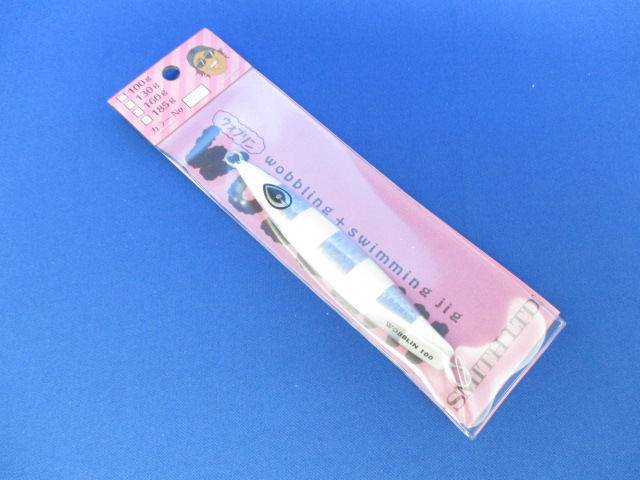 100g
130g
160g
185g
カラーNo.
ウォブリン
wobbling + swimming jig
WOBBLIN 100
SMITH LTD